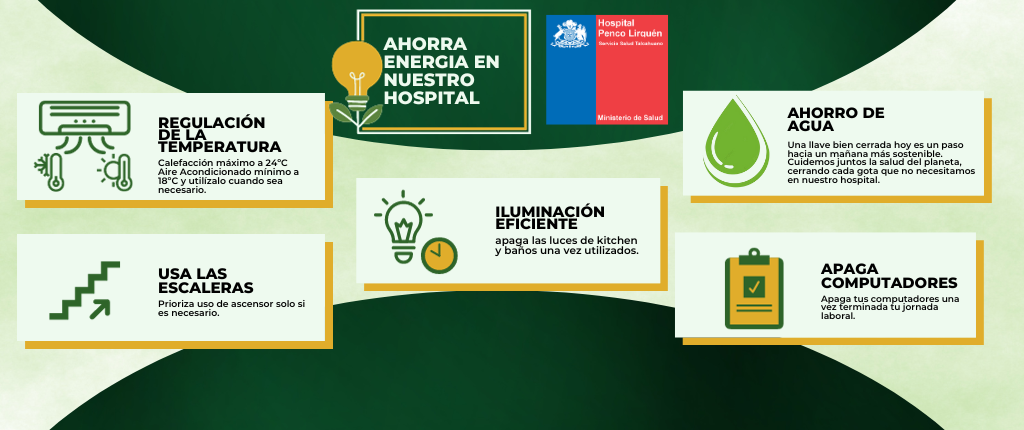 AHORRA
ENERGIA EN
NUESTRO
HOSPITAL
Hospital
Penco Lirquén
Servicio Salud Talcahuano
Ministerio de Salud
REGULACIÓN
DE LA
TEMPERATURA
Calefacción máximo a 24°C
Aire Acondicionado mínimo a
18°C y utilízalo cuando sea
necesario.
USA LAS
ESCALERAS
Prioriza uso de ascensor solo si
es necesario.
ILUMINACIÓN
EFICIENTE
apaga las luces de kitchen
y baños una vez utilizados.
AHORRO DE
AGUA
Una llave bien cerrada hoy es un paso
hacia un mañana más sostenible.
Cuidemos juntos la salud del planeta,
cerrando cada gota que no necesitamos
en nuestro hospital.
APAGA
COMPUTADORES
Apaga tus computadores una
vez terminada tu jornada
laboral.